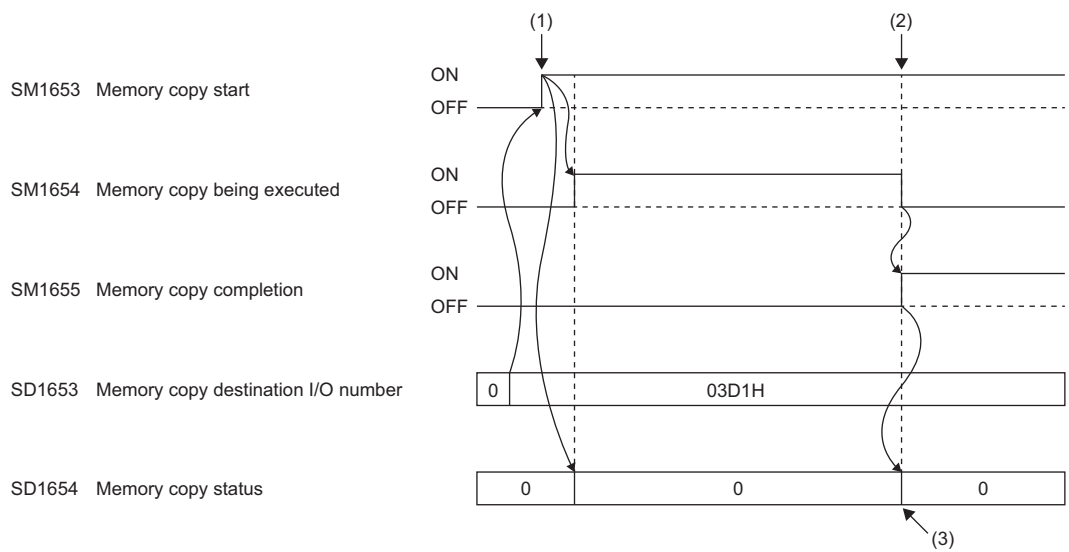 (1) (2)
SM1653 Memory copy start ON
OFF
SM1654 Memory copy being executed ON
OFF
SM1655 Memory copy completion ON
OFF
SD1653 Memory copy destination I/O number 0 03D1H
SD1654 Memory copy status 0 0 0
(3)